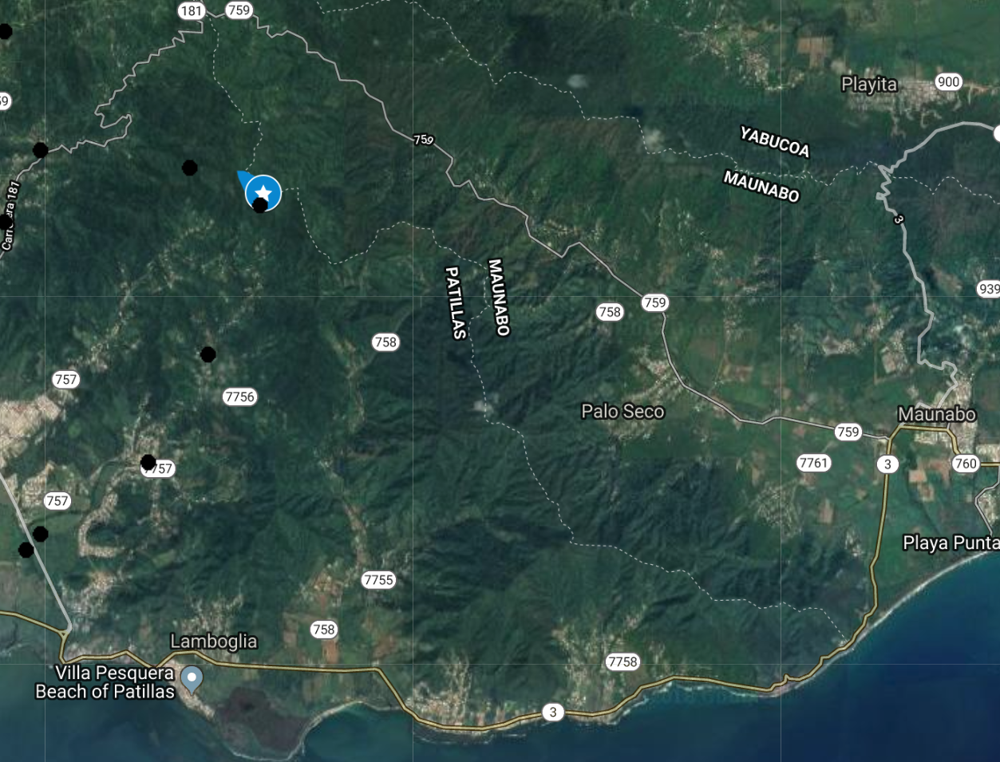 181
759
Playita
900
59
759
YABUCOA
MAUNABO
Carretera 181
3
PATILLAS
MAUNABO
939
758
759
758
757
7756
Palo Seco
Maunabo
759
7757
7761
3
760
757
Playa Punta
7755
758
Lamboglia
7758
Villa Pesquera
Beach of Patillas
3